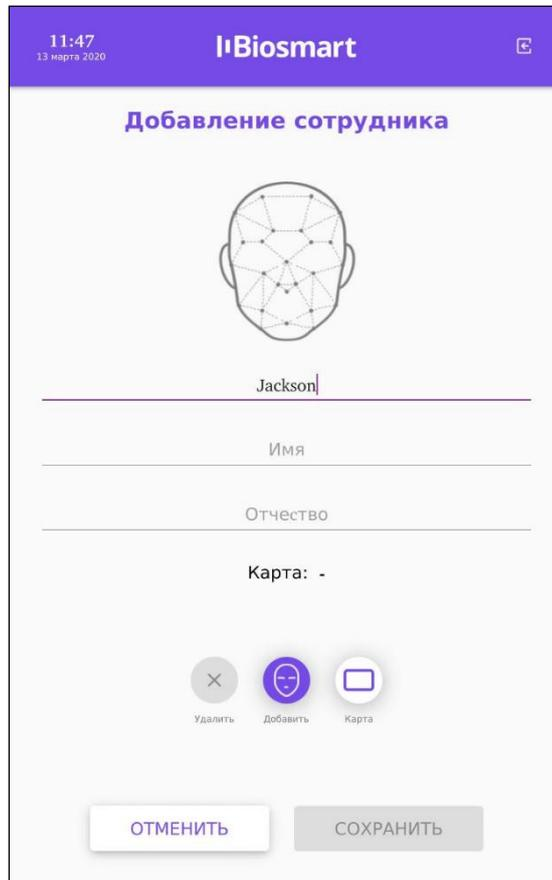 11:47
13 марта 2020
Biosmart
Добавление сотрудника
Jackson
Имя
Отчество
Карта: -
Удалить Добавить Карта
ОТМЕНИТЬ СОХРАНИТЬ